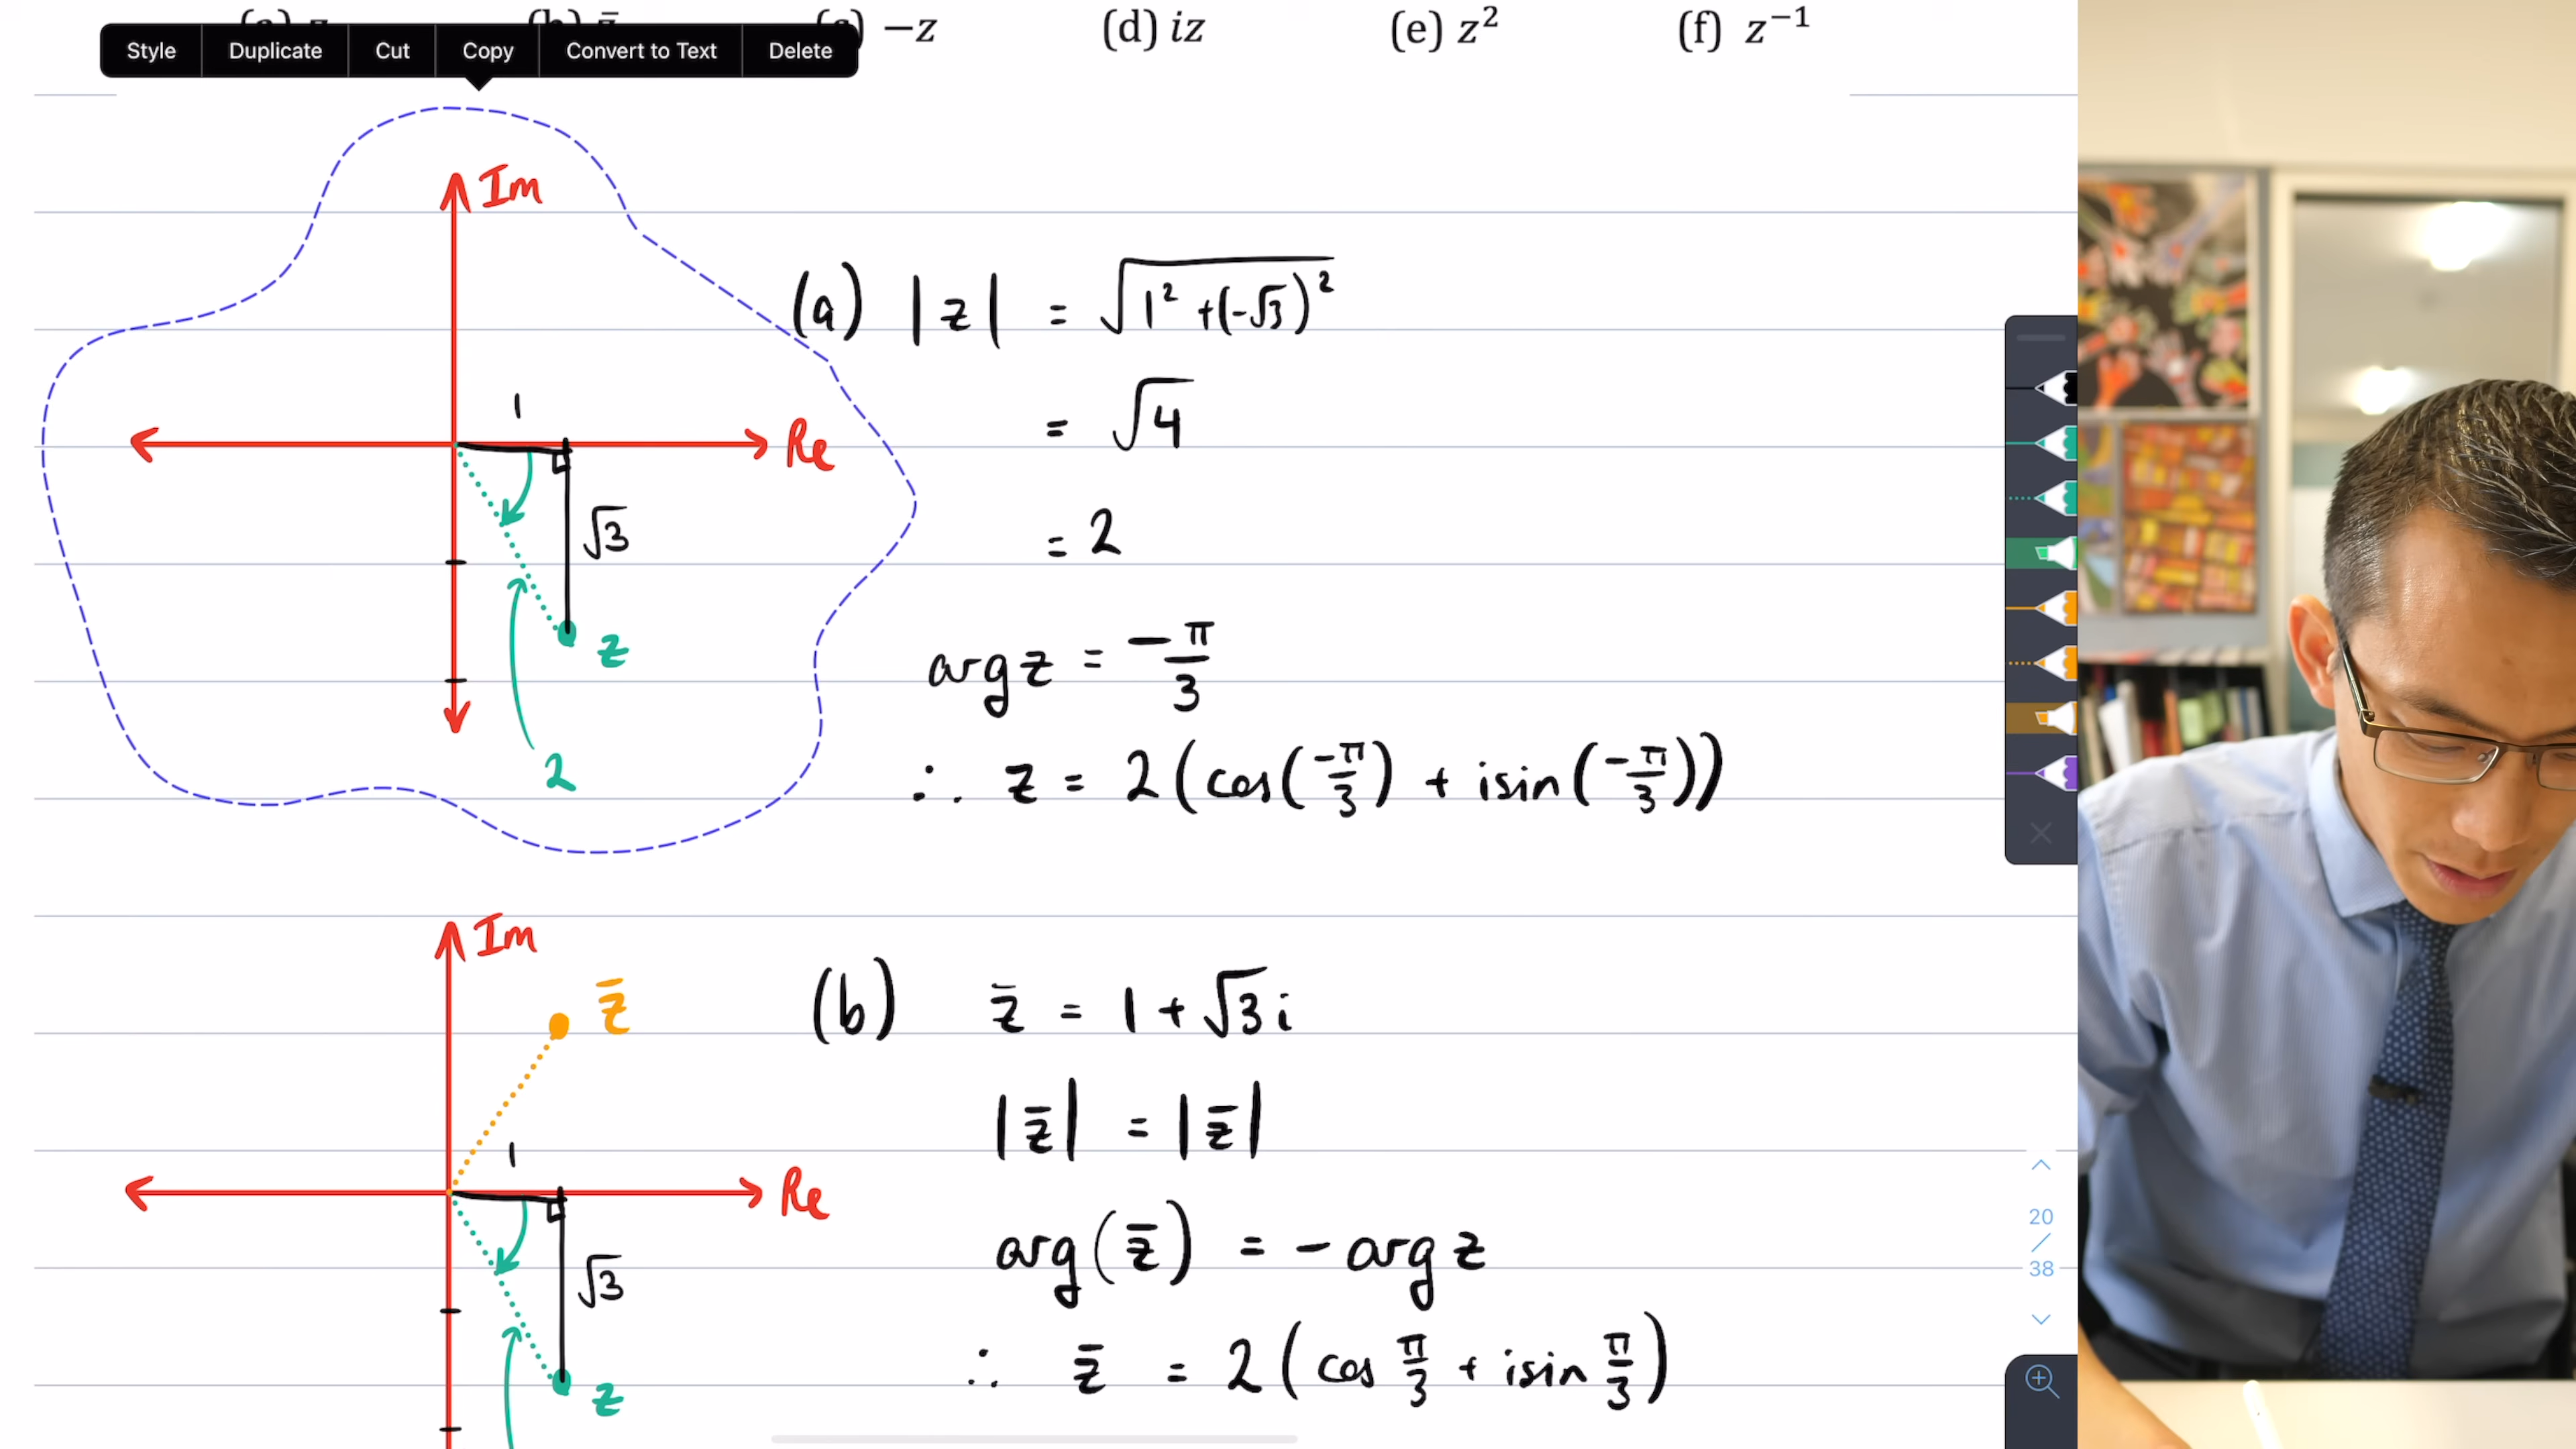 −z (d) iz (e) z² (f) z⁻¹
Style Duplicate Cut Copy Convert to Text Delete
Im
(a) |z| = √(1² + (-√3)²)
1
Re
= √4
√3
= 2
z
arg z = -π/3
2
∴ z = 2(cos(-π/3) + isin(-π/3))
Im
z̄
(b) z̄ = 1 + √3 i
|z̄| = |z̄|
1
Re
arg(z̄) = - arg z
√3
∴ z̄ = 2(cos π/3 + isin π/3)
z
20
/
38